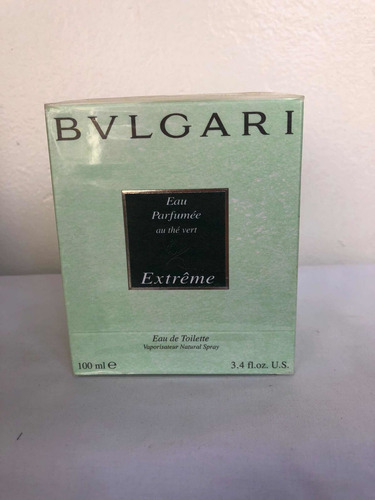 BVLGARI
Eau
Parfumée
au thé vert
Extrême
Eau de Toilette
Vaporisateur Natural Spray
100 ml ℮ 3.4 fl.oz. U.S.